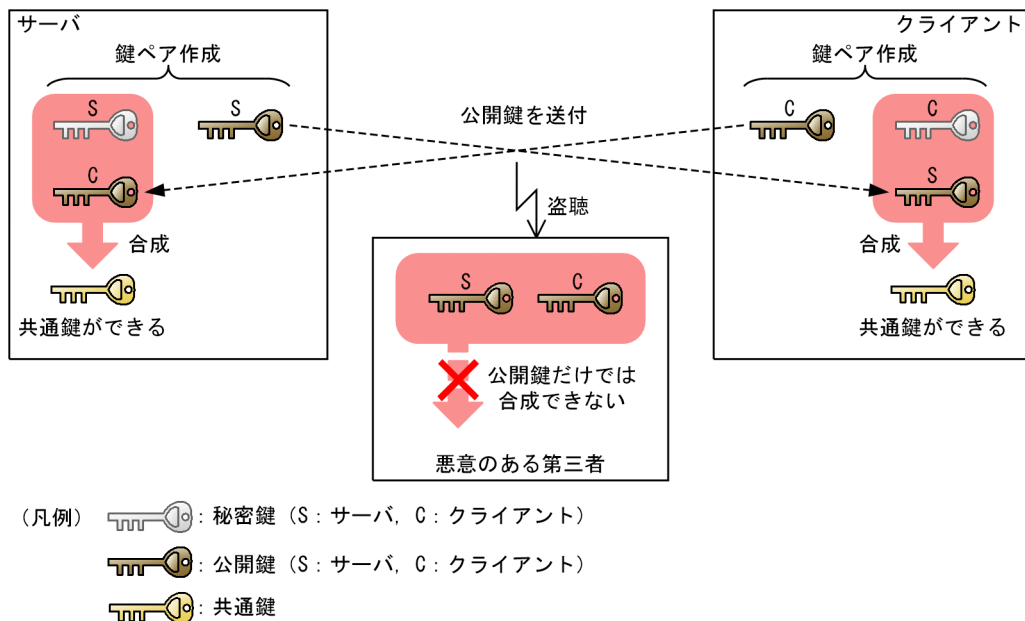 サーバ
クライアント
鍵ペア作成
鍵ペア作成
S
S
C
C
公開鍵を送付
C
S
盗聴
合成
合成
S
C
共通鍵ができる
共通鍵ができる
公開鍵だけでは
合成できない
悪意のある第三者
(凡例)
:秘密鍵(S:サーバ, C:クライアント)
:公開鍵(S:サーバ, C:クライアント)
:共通鍵